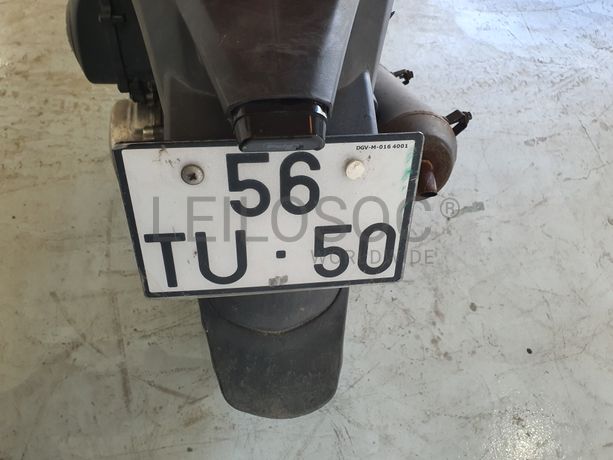 DGV-M-016 4001
56
TU·50
LEILOSOC®
WORLDWIDE